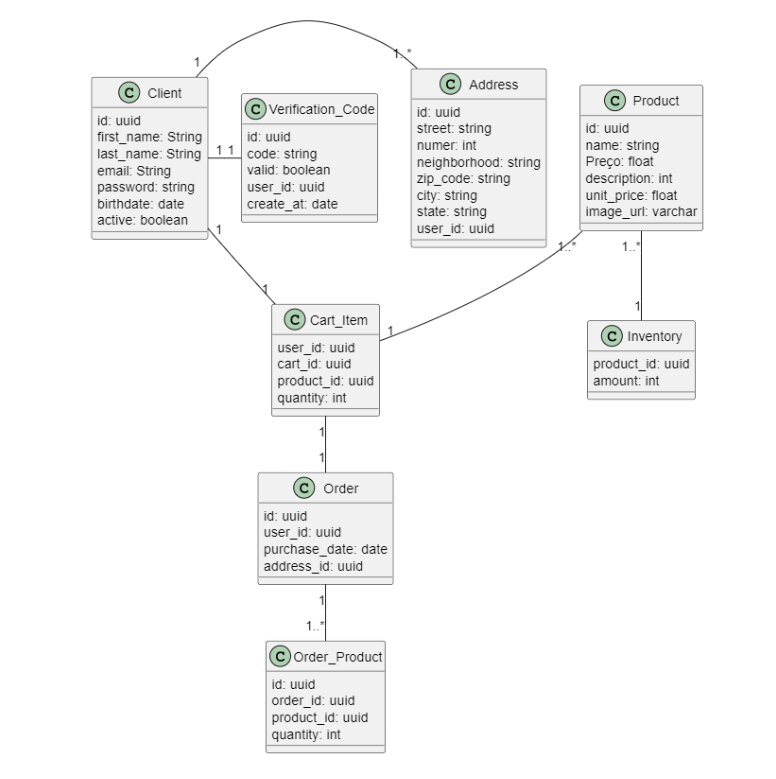 1
1..*
C Client
id: uuid
first_name: String
last_name: String
email: String
password: string
birthdate: date
active: boolean
1 1
C Verification_Code
id: uuid
code: string
valid: boolean
user_id: uuid
create_at: date
C Address
id: uuid
street: string
numer: int
neighborhood: string
zip_code: string
city: string
state: string
user_id: uuid
C Product
id: uuid
name: string
Preço: float
description: int
unit_price: float
image_url: varchar
1
1
1..*
1
1..*
1
C Cart_Item
user_id: uuid
cart_id: uuid
product_id: uuid
quantity: int
C Inventory
product_id: uuid
amount: int
1
1
C Order
id: uuid
user_id: uuid
purchase_date: date
address_id: uuid
1
1..*
C Order_Product
id: uuid
order_id: uuid
product_id: uuid
quantity: int